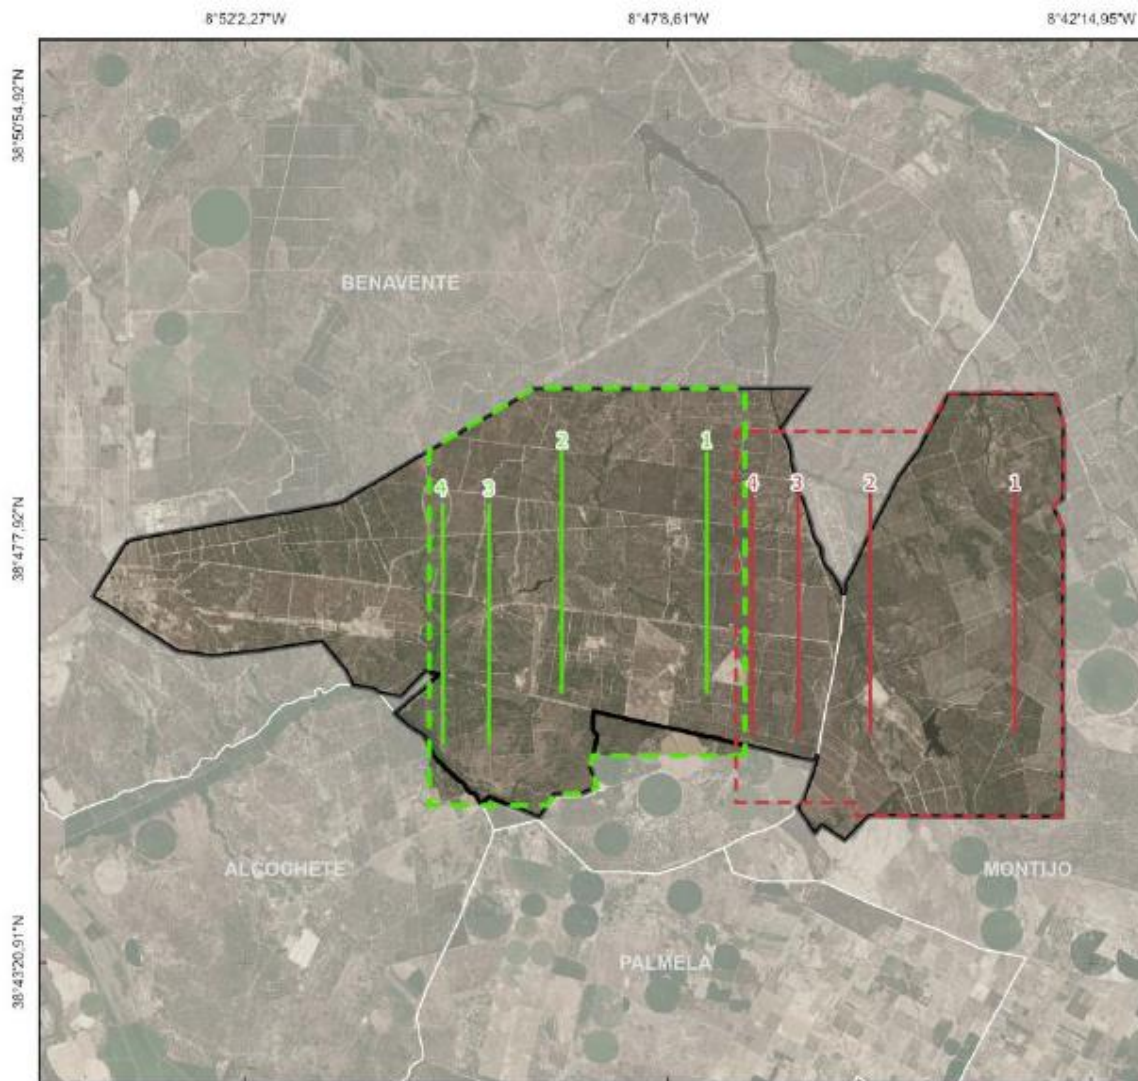 8°52'2,27"W
8°47'8,61"W
8°42'14,95"W
38°50'54,92"N
BENAVENTE
2
1
4
3
4
3
2
1
38°47'7,92"N
ALCOCHETE
MONTIJO
PALMELA
38°43'20,91"N